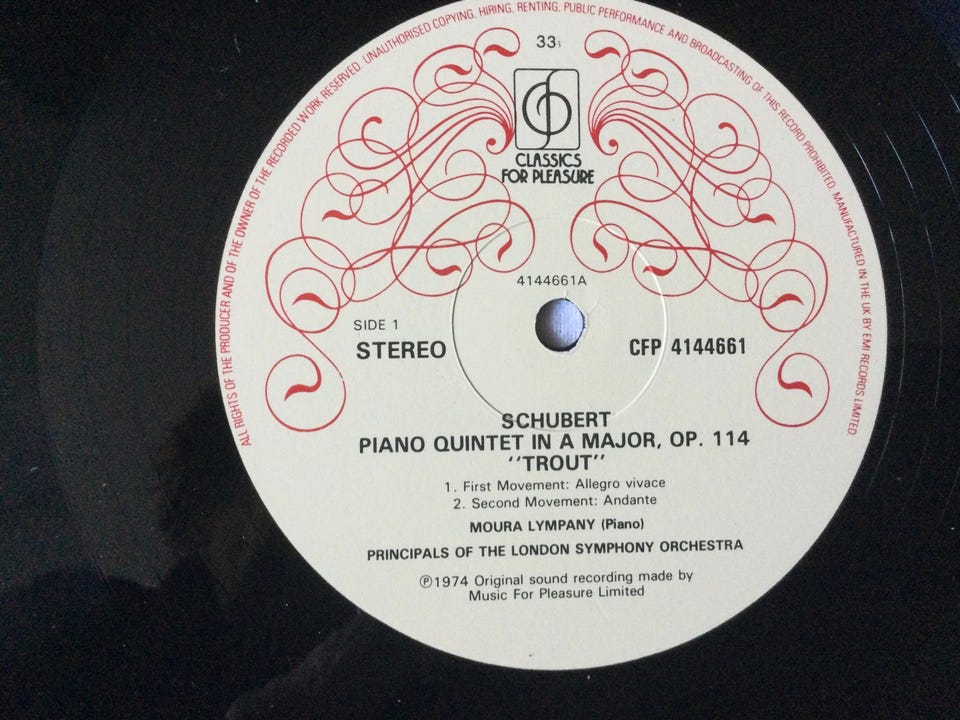 ALL RIGHTS OF THE PRODUCER AND OF THE OWNER OF THE RECORDED WORK RESERVED. UNAUTHORISED COPYING, HIRING, RENTING, PUBLIC PERFORMANCE AND BROADCASTING OF THIS RECORD PROHIBITED. MANUFACTURED IN THE UK BY EMI RECORDS LIMITED
33⅓
CLASSICS
FOR PLEASURE
4144661A
SIDE 1
STEREO
CFP 4144661
SCHUBERT
PIANO QUINTET IN A MAJOR, OP. 114
"TROUT"
1. First Movement: Allegro vivace
2. Second Movement: Andante
MOURA LYMPANY (Piano)
PRINCIPALS OF THE LONDON SYMPHONY ORCHESTRA
℗1974 Original sound recording made by
Music For Pleasure Limited